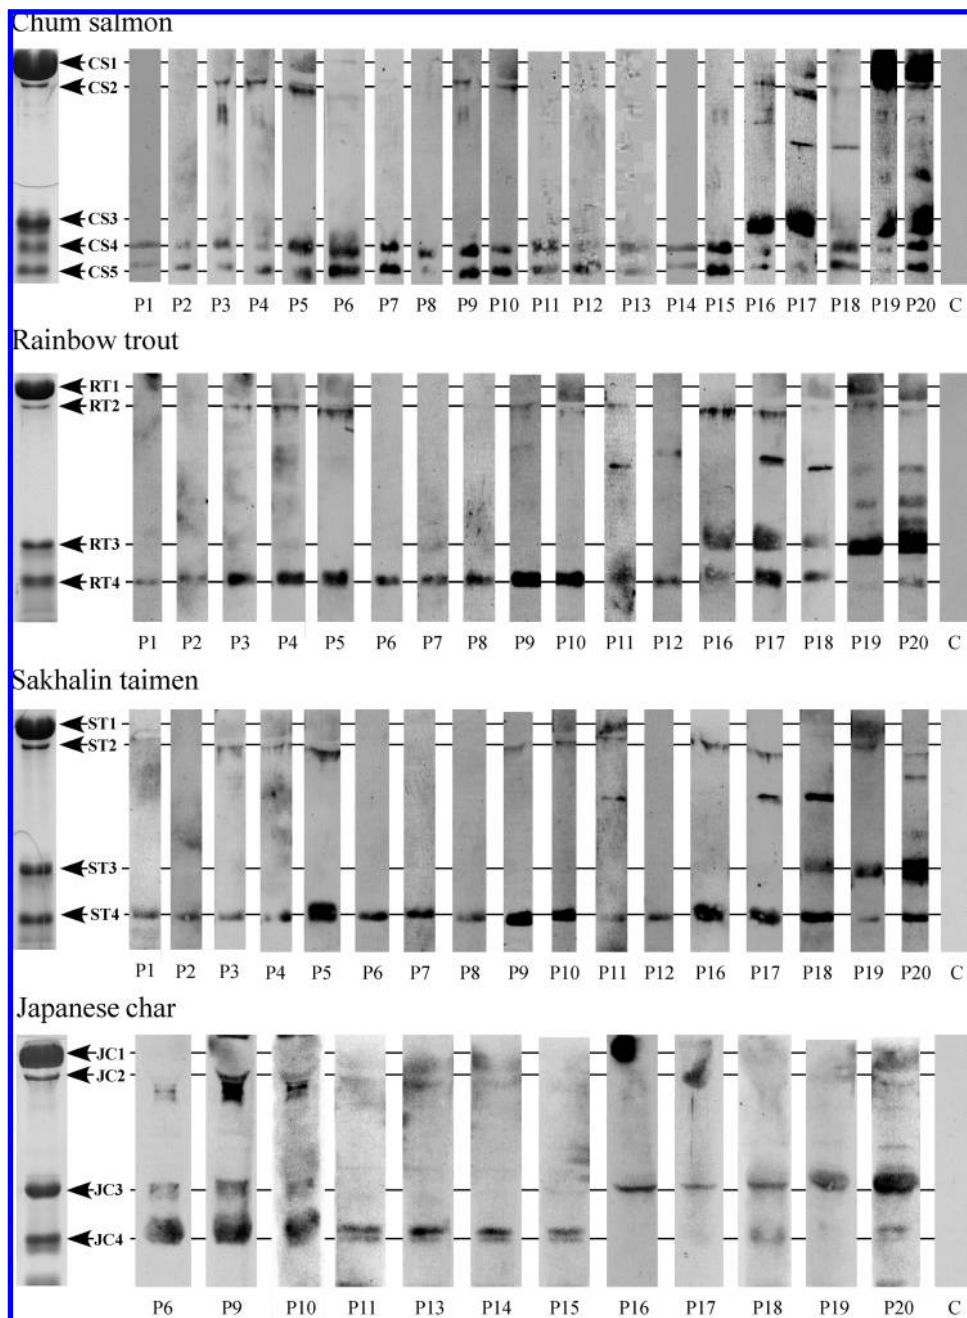 Chum salmon
CS1
CS2
CS3
CS4
CS5
P1 P2 P3 P4 P5 P6 P7 P8 P9 P10 P11 P12 P13 P14 P15 P16 P17 P18 P19 P20 C
Rainbow trout
RT1
RT2
RT3
RT4
P1 P2 P3 P4 P5 P6 P7 P8 P9 P10 P11 P12 P16 P17 P18 P19 P20 C
Sakhalin taimen
ST1
ST2
ST3
ST4
P1 P2 P3 P4 P5 P6 P7 P8 P9 P10 P11 P12 P16 P17 P18 P19 P20 C
Japanese char
JC1
JC2
JC3
JC4
P6 P9 P10 P11 P13 P14 P15 P16 P17 P18 P19 P20 C